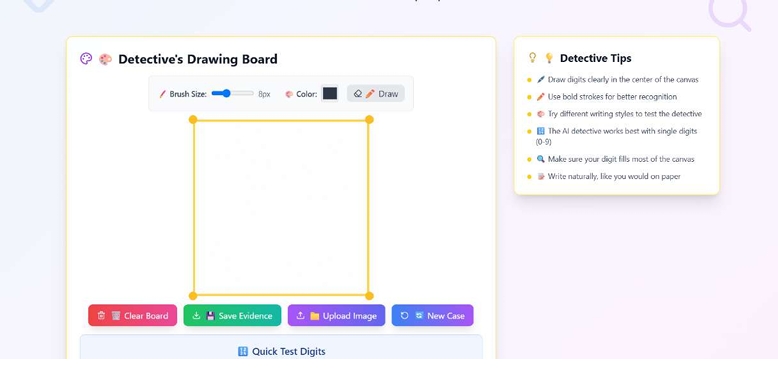 Detective's Drawing Board
Brush Size: 8px Color: Draw
Clear Board Save Evidence Upload Image New Case
Quick Test Digits
Detective Tips
Draw digits clearly in the center of the canvas
Use bold strokes for better recognition
Try different writing styles to test the detective
The AI detective works best with single digits
(0-9)
Make sure your digit fills most of the canvas
Write naturally, like you would on paper